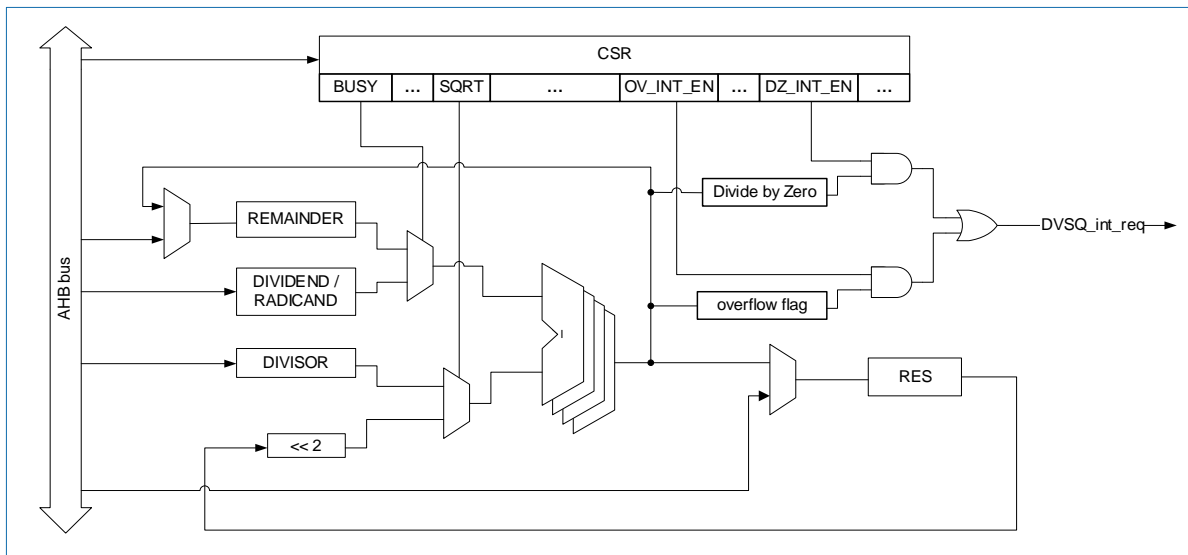 CSR
BUSY ... SQRT ... OV_INT_EN ... DZ_INT_EN ...
Divide by Zero
REMAINDER
DVSQ_int_req
AHB bus
DIVIDEND /
RADICAND
overflow flag
DIVISOR
RES
<< 2